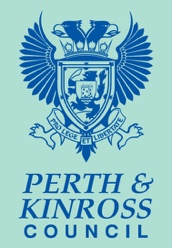 PRO LEGE ET LIBERTATE
PERTH &
KINROSS
COUNCIL